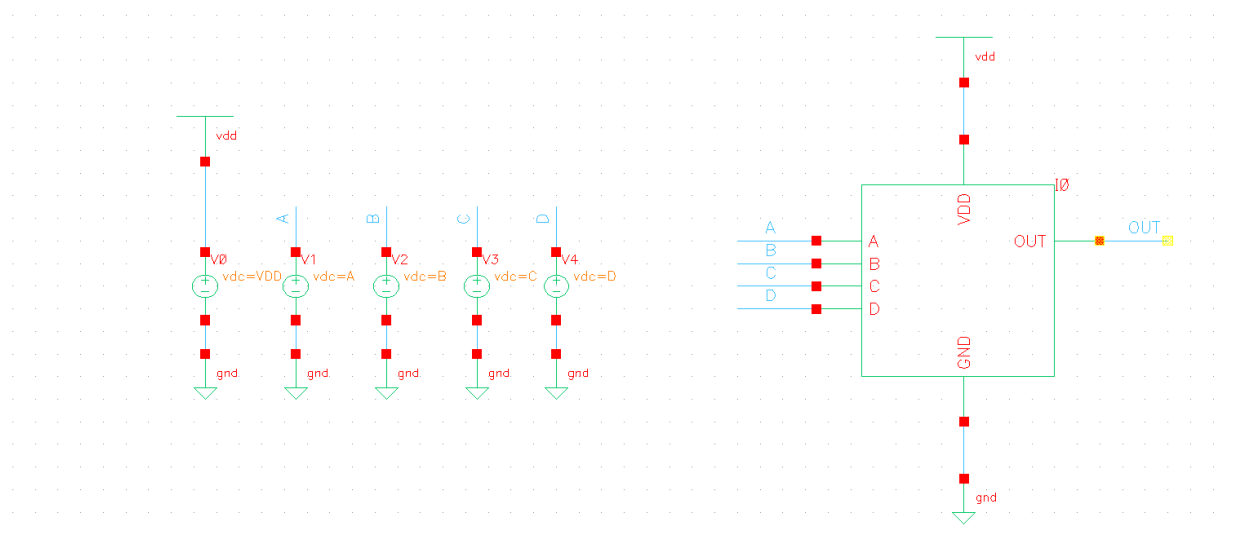 vdd
vdd
A
B
C
D
V0
vdc=VDD
V1
vdc=A
V2
vdc=B
V3
vdc=C
V4
vdc=D
gnd
gnd
gnd
gnd
gnd
I0
VDD
A
B
C
D
A
B
C
D
OUT
OUT
GND
gnd